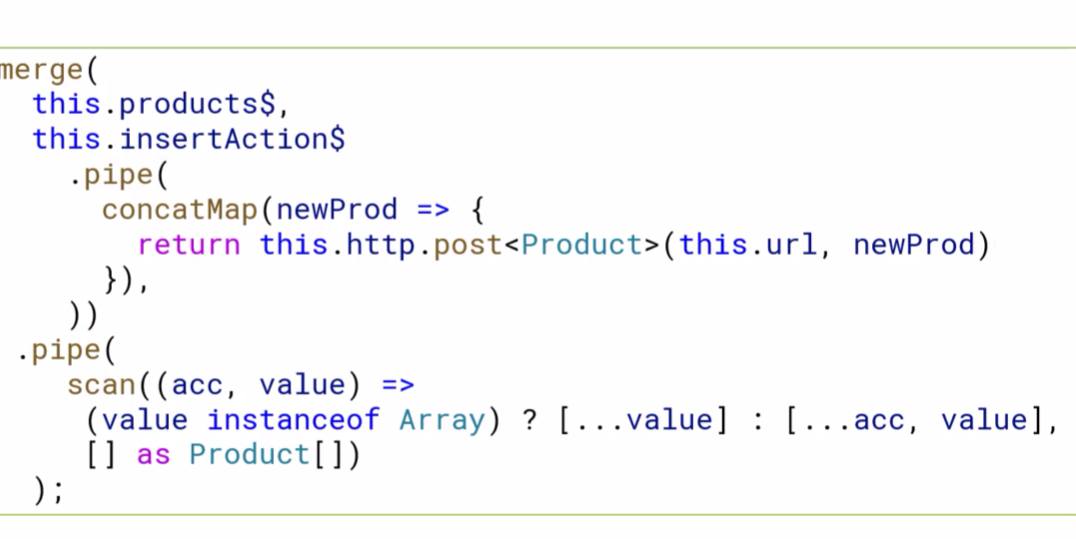 merge(
  this.products$,
  this.insertAction$
    .pipe(
      concatMap(newProd => {
        return this.http.post<Product>(this.url, newProd)
      }),
    ))
 .pipe(
    scan((acc, value) =>
     (value instanceof Array) ? [...value] : [...acc, value],
     [] as Product[])
  );